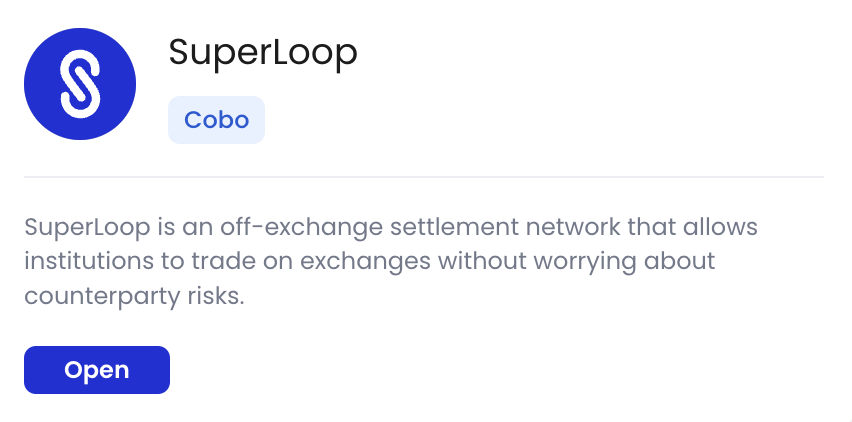 SuperLoop
Cobo
SuperLoop is an off-exchange settlement network that allows
institutions to trade on exchanges without worrying about
counterparty risks.
Open